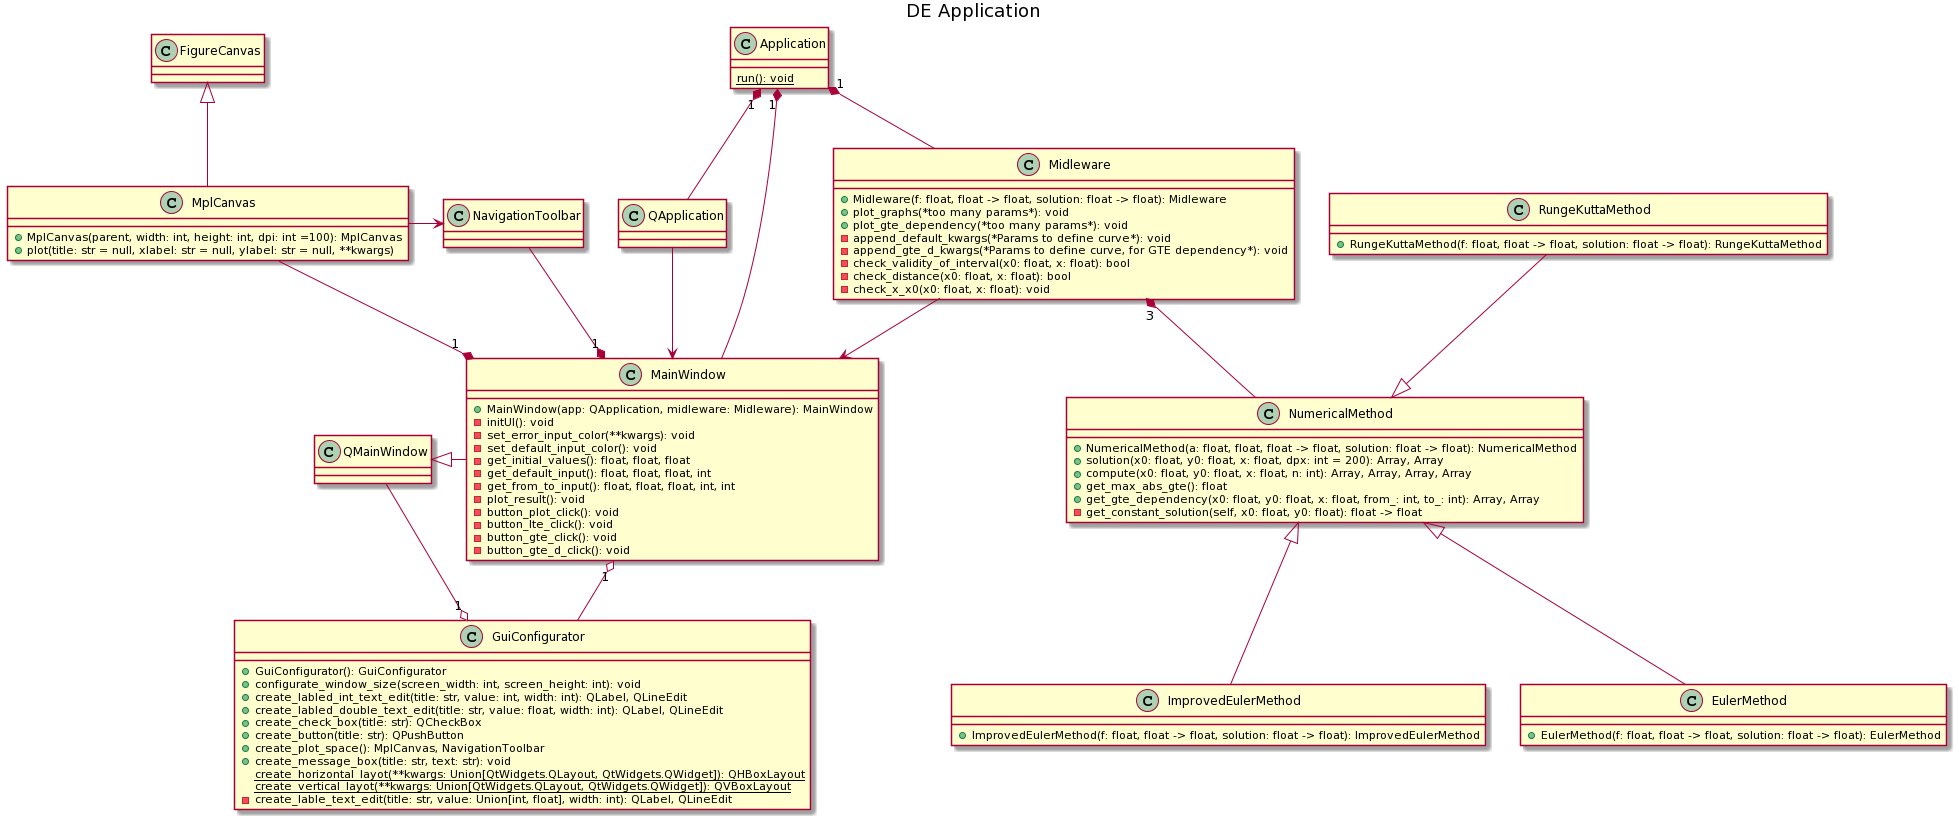 DE Application
C FigureCanvas
C Application
run(): void
1
1
1
C Midleware
Midleware(f: float, float -> float, solution: float -> float): Midleware
plot_graphs(*too many params*): void
plot_gte_dependency(*too many params*): void
append_default_kwargs(*Params to define curve*): void
append_gte_d_kwargs(*Params to define curve, for GTE dependency*): void
check_validity_of_interval(x0: float, x: float): bool
check_distance(x0: float, x: float): bool
check_x_x0(x0: float, x: float): void
3
C MplCanvas
MplCanvas(parent, width: int, height: int, dpi: int =100): MplCanvas
plot(title: str = null, xlabel: str = null, ylabel: str = null, **kwargs)
C NavigationToolbar
C QApplication
C RungeKuttaMethod
RungeKuttaMethod(f: float, float -> float, solution: float -> float): RungeKuttaMethod
1
1
C MainWindow
MainWindow(app: QApplication, midleware: Midleware): MainWindow
initUI(): void
set_error_input_color(**kwargs): void
set_default_input_color(): void
get_initial_values(): float, float, float
get_default_input(): float, float, float, int
get_from_to_input(): float, float, float, int, int
plot_result(): void
button_plot_click(): void
button_lte_click(): void
button_gte_click(): void
button_gte_d_click(): void
1
C QMainWindow
1
C NumericalMethod
NumericalMethod(a: float, float, float -> float, solution: float -> float): NumericalMethod
solution(x0: float, y0: float, x: float, dpx: int = 200): Array, Array
compute(x0: float, y0: float, x: float, n: int): Array, Array, Array, Array
get_max_abs_gte(): float
get_gte_dependency(x0: float, y0: float, x: float, from_: int, to_: int): Array, Array
get_constant_solution(self, x0: float, y0: float): float -> float
C GuiConfigurator
GuiConfigurator(): GuiConfigurator
configurate_window_size(screen_width: int, screen_height: int): void
create_labled_int_text_edit(title: str, value: int, width: int): QLabel, QLineEdit
create_labled_double_text_edit(title: str, value: float, width: int): QLabel, QLineEdit
create_check_box(title: str): QCheckBox
create_button(title: str): QPushButton
create_plot_space(): MplCanvas, NavigationToolbar
create_message_box(title: str, text: str): void
create_horizontal_layot(**kwargs: Union[QtWidgets.QLayout, QtWidgets.QWidget]): QHBoxLayout
create_vertical_layot(**kwargs: Union[QtWidgets.QLayout, QtWidgets.QWidget]): QVBoxLayout
create_lable_text_edit(title: str, value: Union[int, float], width: int): QLabel, QLineEdit
C ImprovedEulerMethod
ImprovedEulerMethod(f: float, float -> float, solution: float -> float): ImprovedEulerMethod
C EulerMethod
EulerMethod(f: float, float -> float, solution: float -> float): EulerMethod